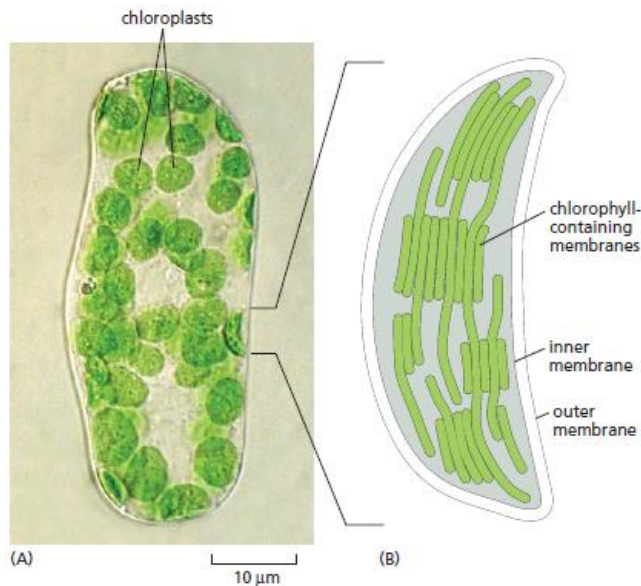 chloroplasts
chlorophyll-
containing
membranes
inner
membrane
outer
membrane
(A)
10 µm
(B)